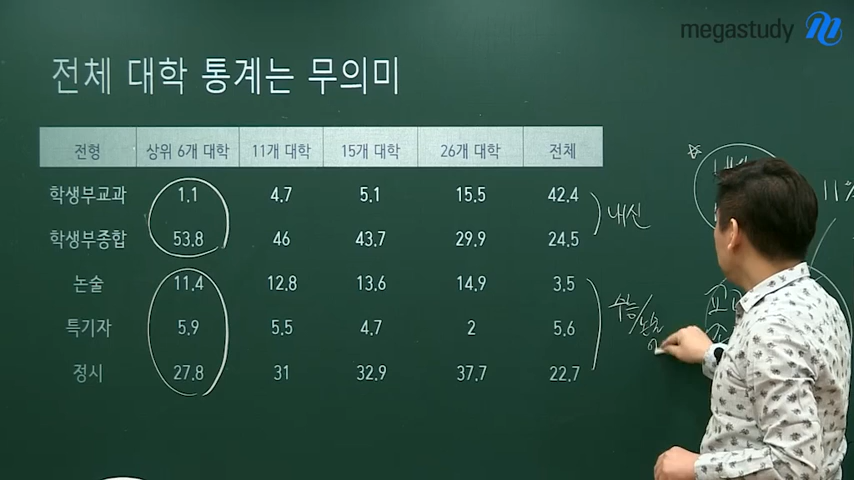 megastudy
전체 대학 통계는 무의미
전형 상위 6개 대학 11개 대학 15개 대학 26개 대학 전체
학생부교과 1.1 4.7 5.1 15.5 42.4
학생부종합 53.8 46 43.7 29.9 24.5
내신
논술 11.4 12.8 13.6 14.9 3.5
특기자 5.9 5.5 4.7 2 5.6
정시 27.8 31 32.9 37.7 22.7
수능/논술
11%